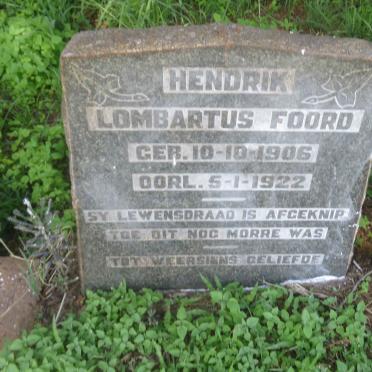 HENDRIK
LOMBARTUS FOORD
GEB. 10-10-1906
OORL. 5-1-1922
SY LEWENSDRAAD IS AFGEKNIP
TOE DIT NOG MÔRRE WAS
TOT WEERSIENS GELIEFDE